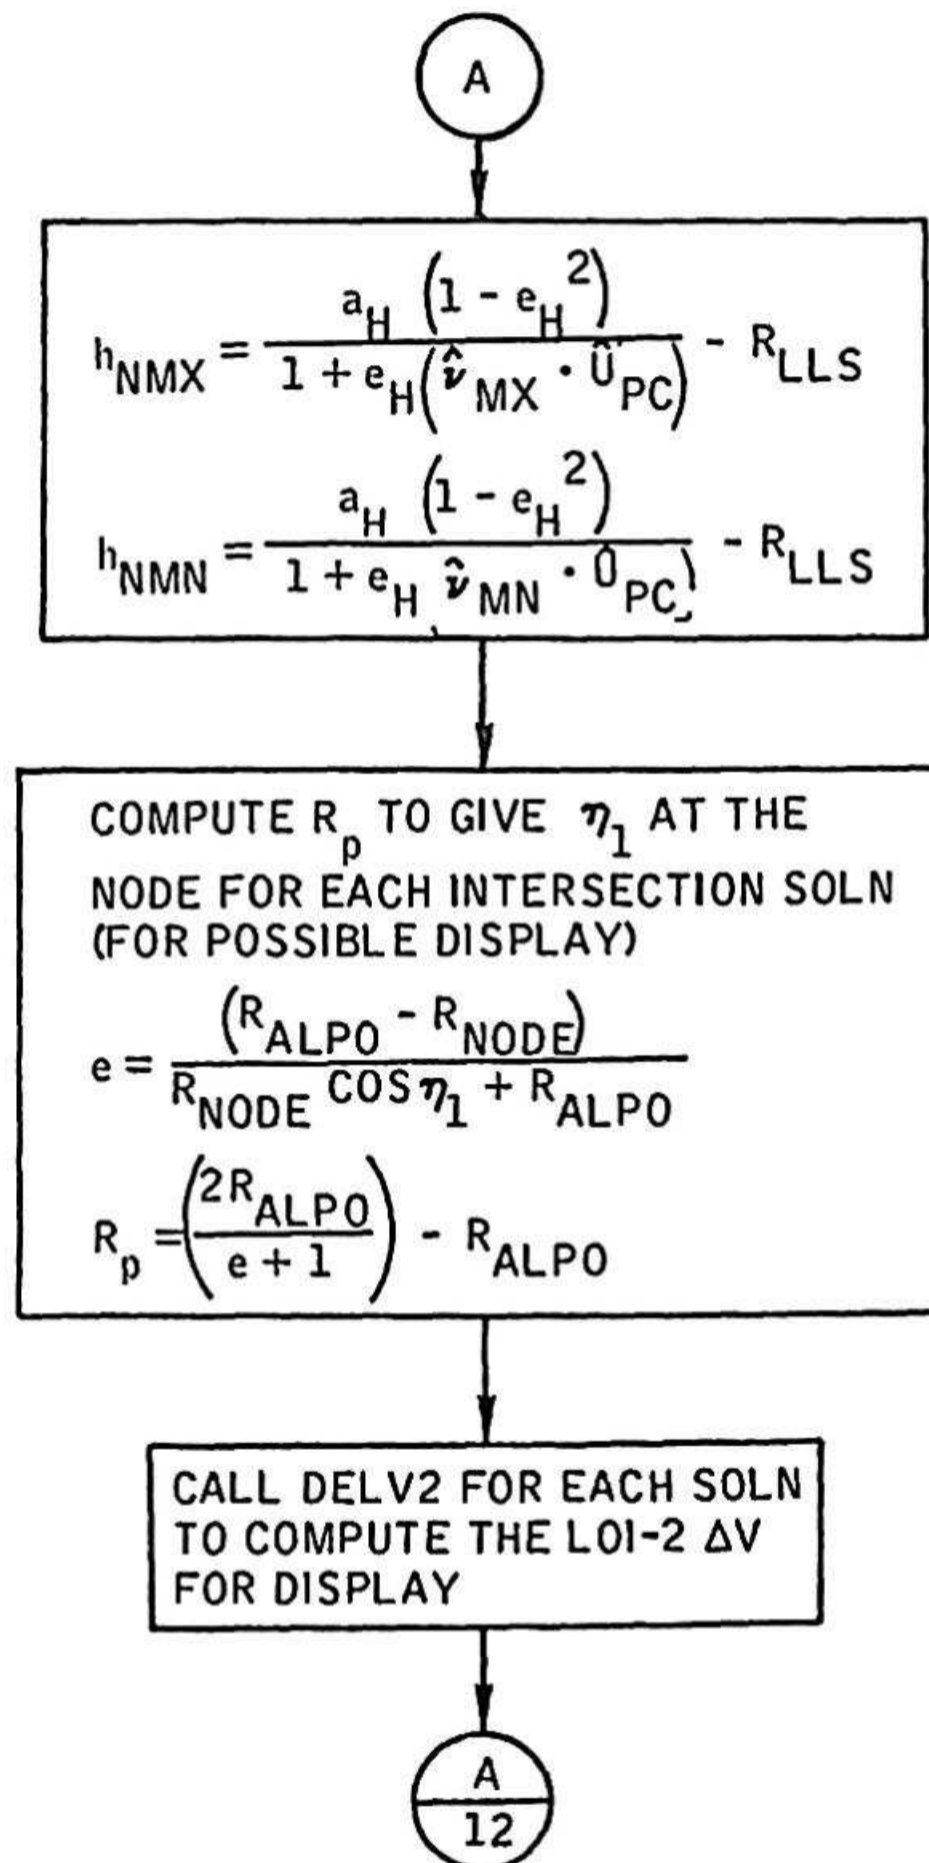 A
h_NMX = a_H (1 - e_H^2) / (1 + e_H(ν̂_MX · Û_PC)) - R_LLS
h_NMN = a_H (1 - e_H^2) / (1 + e_H ν̂_MN · Û_PC) - R_LLS
COMPUTE R_p TO GIVE η_1 AT THE
NODE FOR EACH INTERSECTION SOLN
(FOR POSSIBLE DISPLAY)
e = (R_ALPO - R_NODE) / (R_NODE COS η_1 + R_ALPO)
R_p = (2R_ALPO / (e + 1)) - R_ALPO
CALL DELV2 FOR EACH SOLN
TO COMPUTE THE LOI-2 ΔV
FOR DISPLAY
A
12